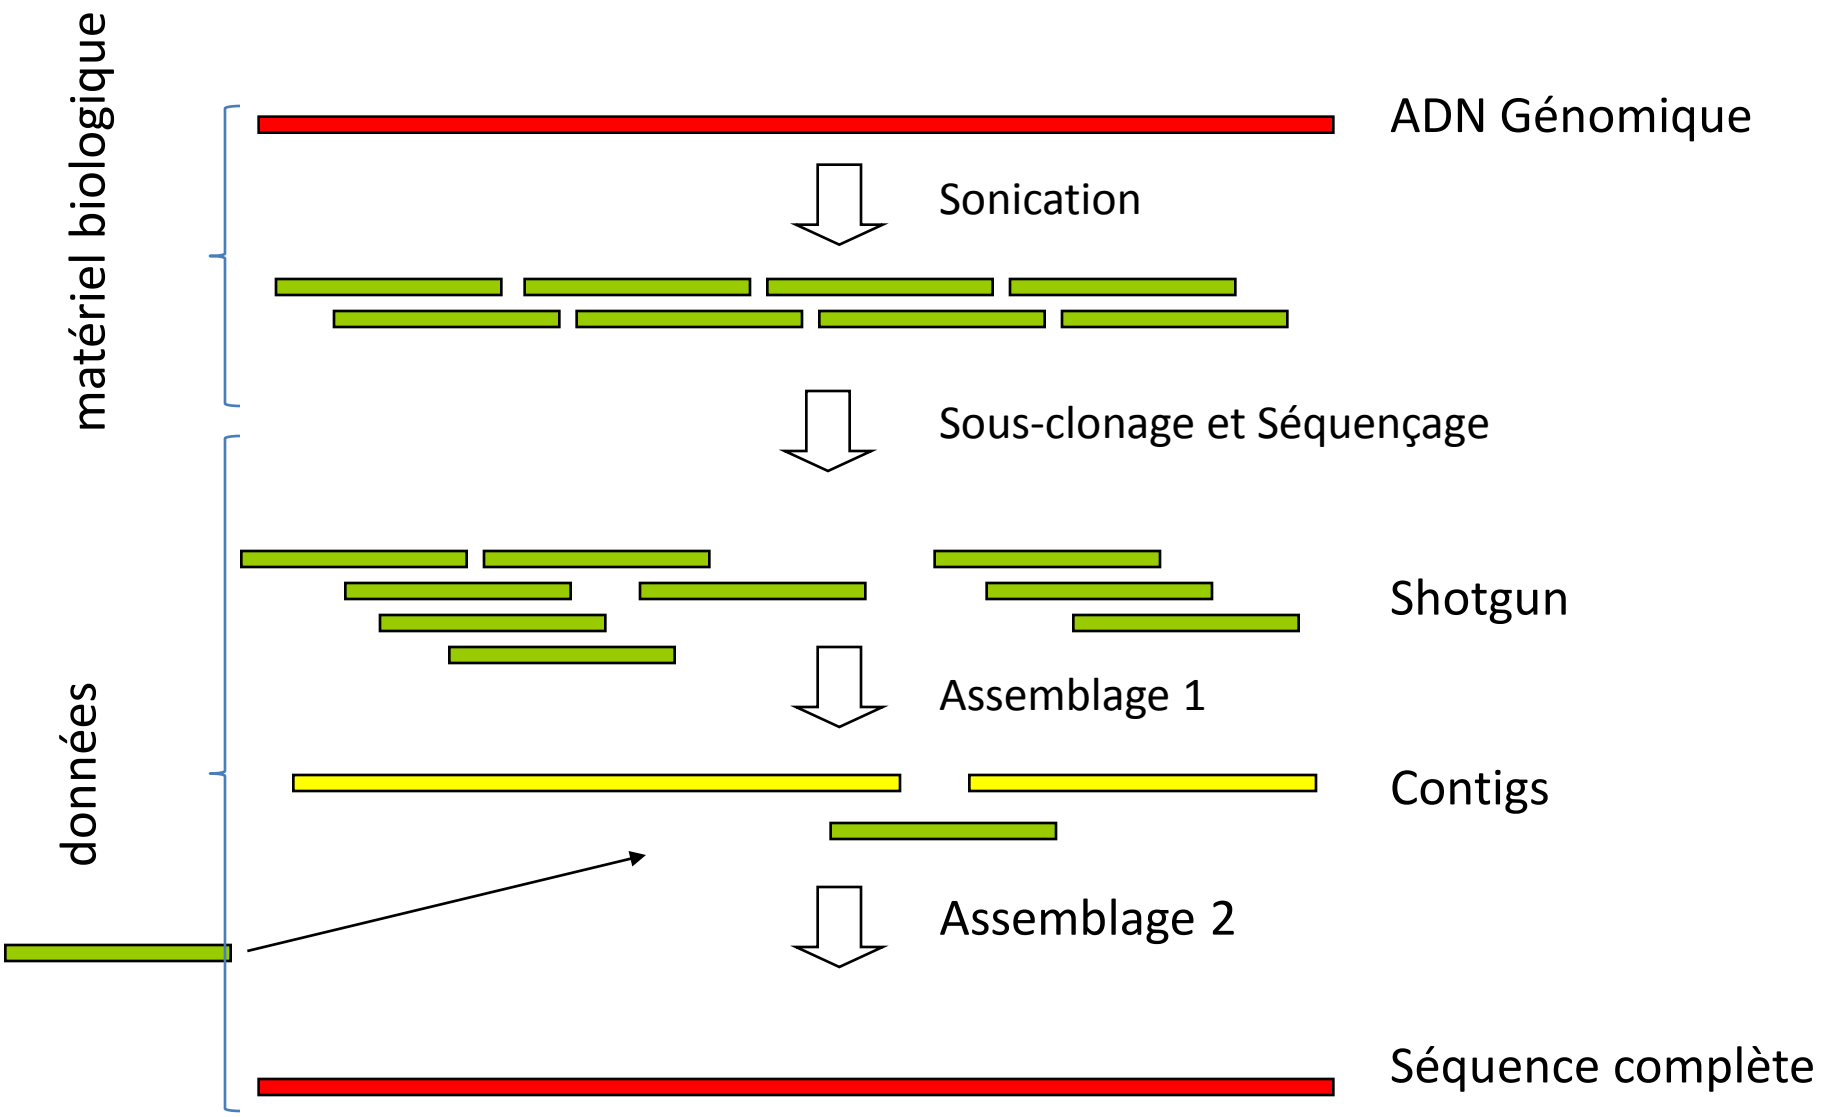 matériel biologique
ADN Génomique
Sonication
Sous-clonage et Séquençage
Shotgun
Assemblage 1
données
Contigs
Assemblage 2
Séquence complète